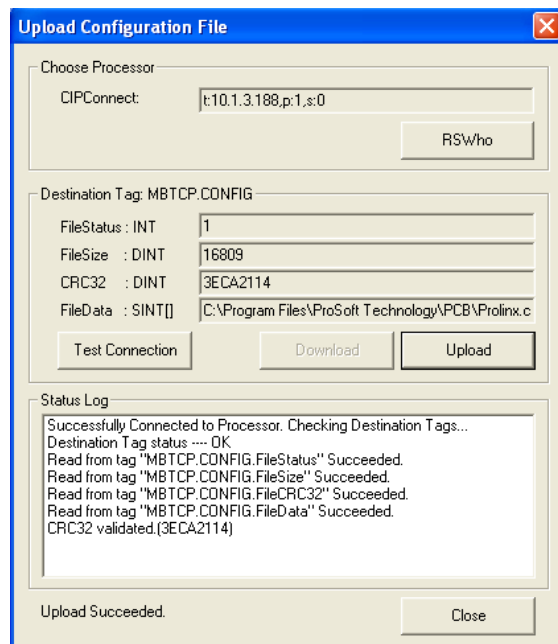 Upload Configuration File
Choose Processor
CIPConnect:
t:10.1.3.188,p:1,s:0
RSWho
Destination Tag: MBTCP.CONFIG
FileStatus : INT
1
FileSize : DINT
16809
CRC32 : DINT
3ECA2114
FileData : SINT[]
C:\Program Files\ProSoft Technology\PCB\Prolinx.c
Test Connection
Download
Upload
Status Log
Successfully Connected to Processor. Checking Destination Tags...
Destination Tag status ---- OK
Read from tag "MBTCP.CONFIG.FileStatus" Succeeded.
Read from tag "MBTCP.CONFIG.FileSize" Succeeded.
Read from tag "MBTCP.CONFIG.FileCRC32" Succeeded.
Read from tag "MBTCP.CONFIG.FileData" Succeeded.
CRC32 validated.(3ECA2114)
Upload Succeeded.
Close